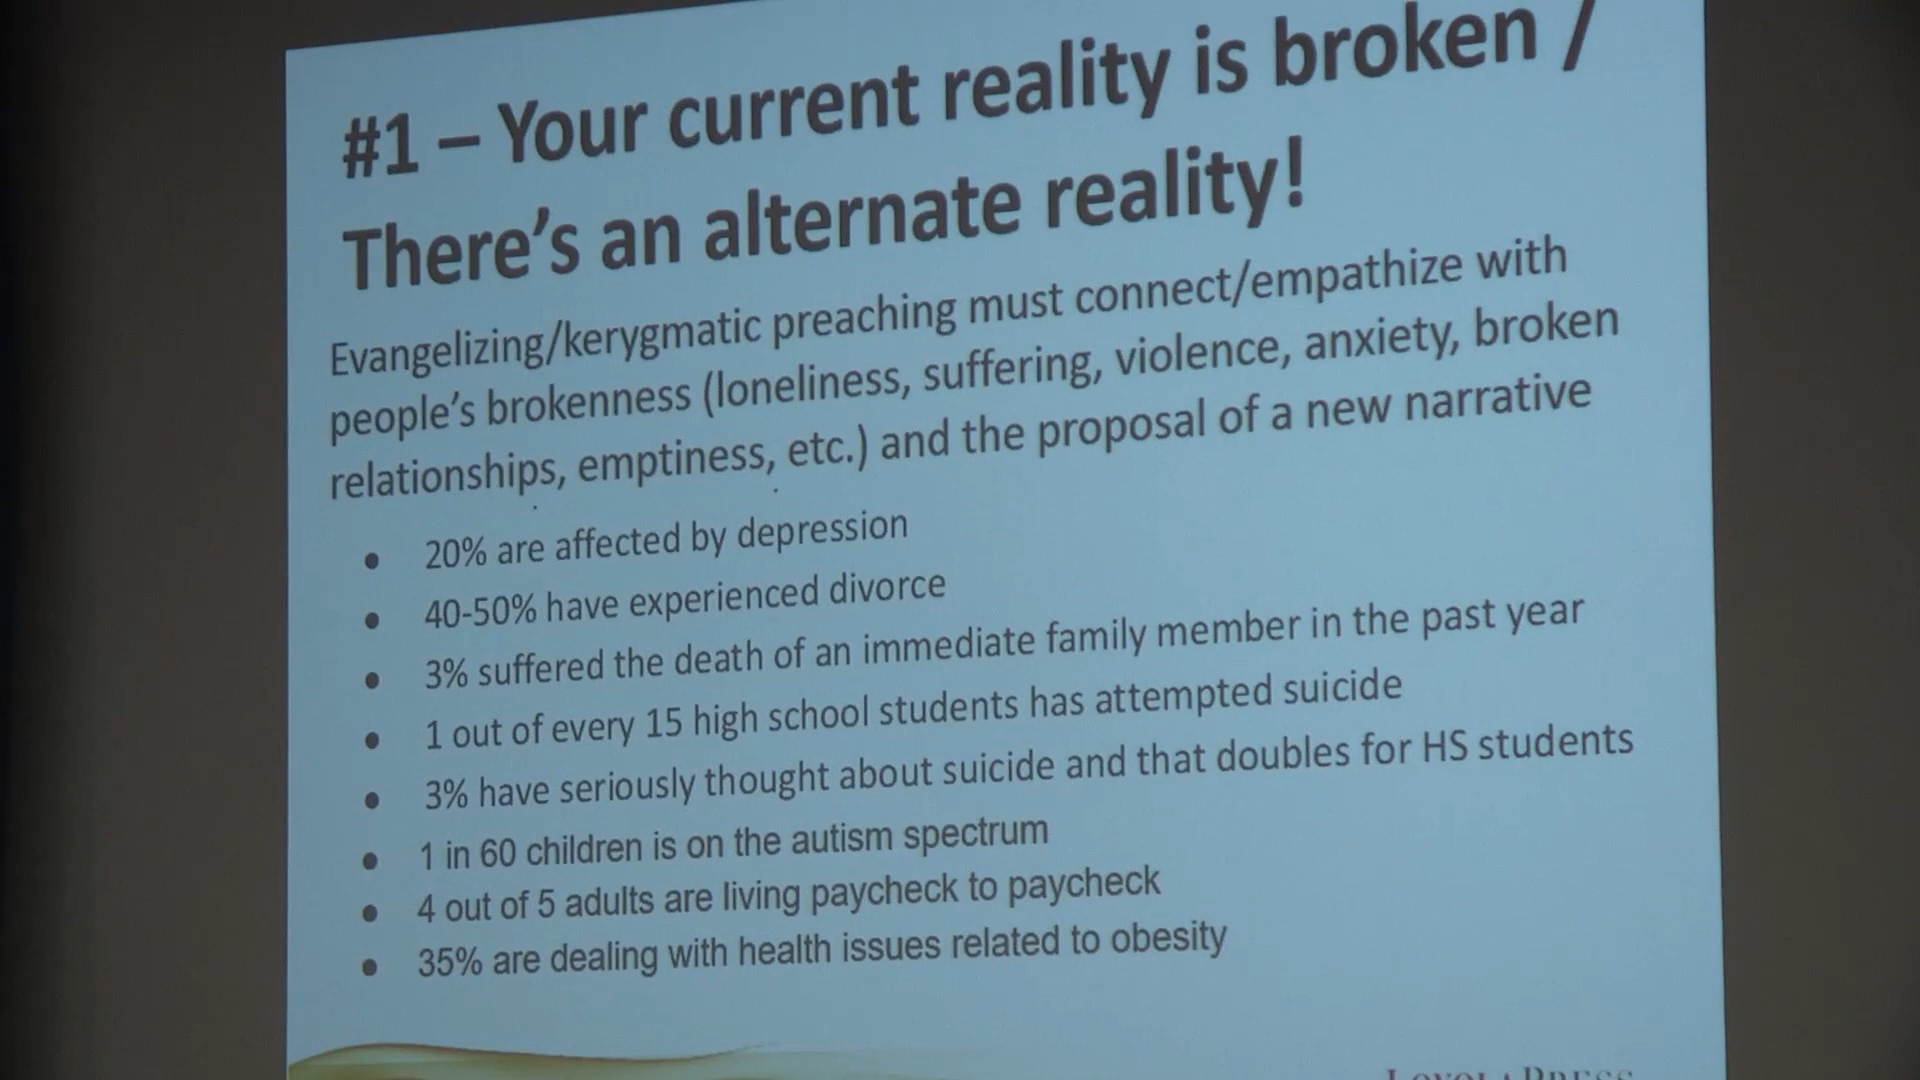 #1 – Your current reality is broken /
There's an alternate reality!
Evangelizing/kerygmatic preaching must connect/empathize with
people's brokenness (loneliness, suffering, violence, anxiety, broken
relationships, emptiness, etc.) and the proposal of a new narrative
• 20% are affected by depression
• 40-50% have experienced divorce
• 3% suffered the death of an immediate family member in the past year
• 1 out of every 15 high school students has attempted suicide
• 3% have seriously thought about suicide and that doubles for HS students
• 1 in 60 children is on the autism spectrum
• 4 out of 5 adults are living paycheck to paycheck
• 35% are dealing with health issues related to obesity
LOYOLA PRESS